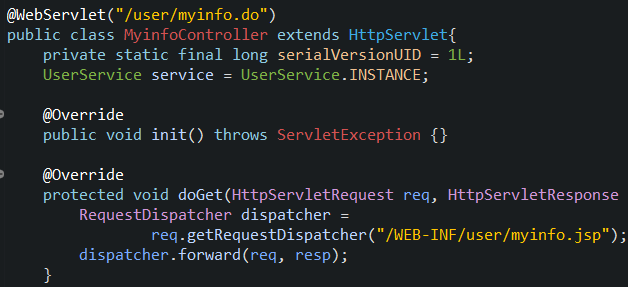 @WebServlet("/user/myinfo.do")
public class MyinfoController extends HttpServlet{
private static final long serialVersionUID = 1L;
UserService service = UserService.INSTANCE;
@Override
public void init() throws ServletException {}
@Override
protected void doGet(HttpServletRequest req, HttpServletResponse
RequestDispatcher dispatcher =
req.getRequestDispatcher("/WEB-INF/user/myinfo.jsp");
dispatcher.forward(req, resp);
}